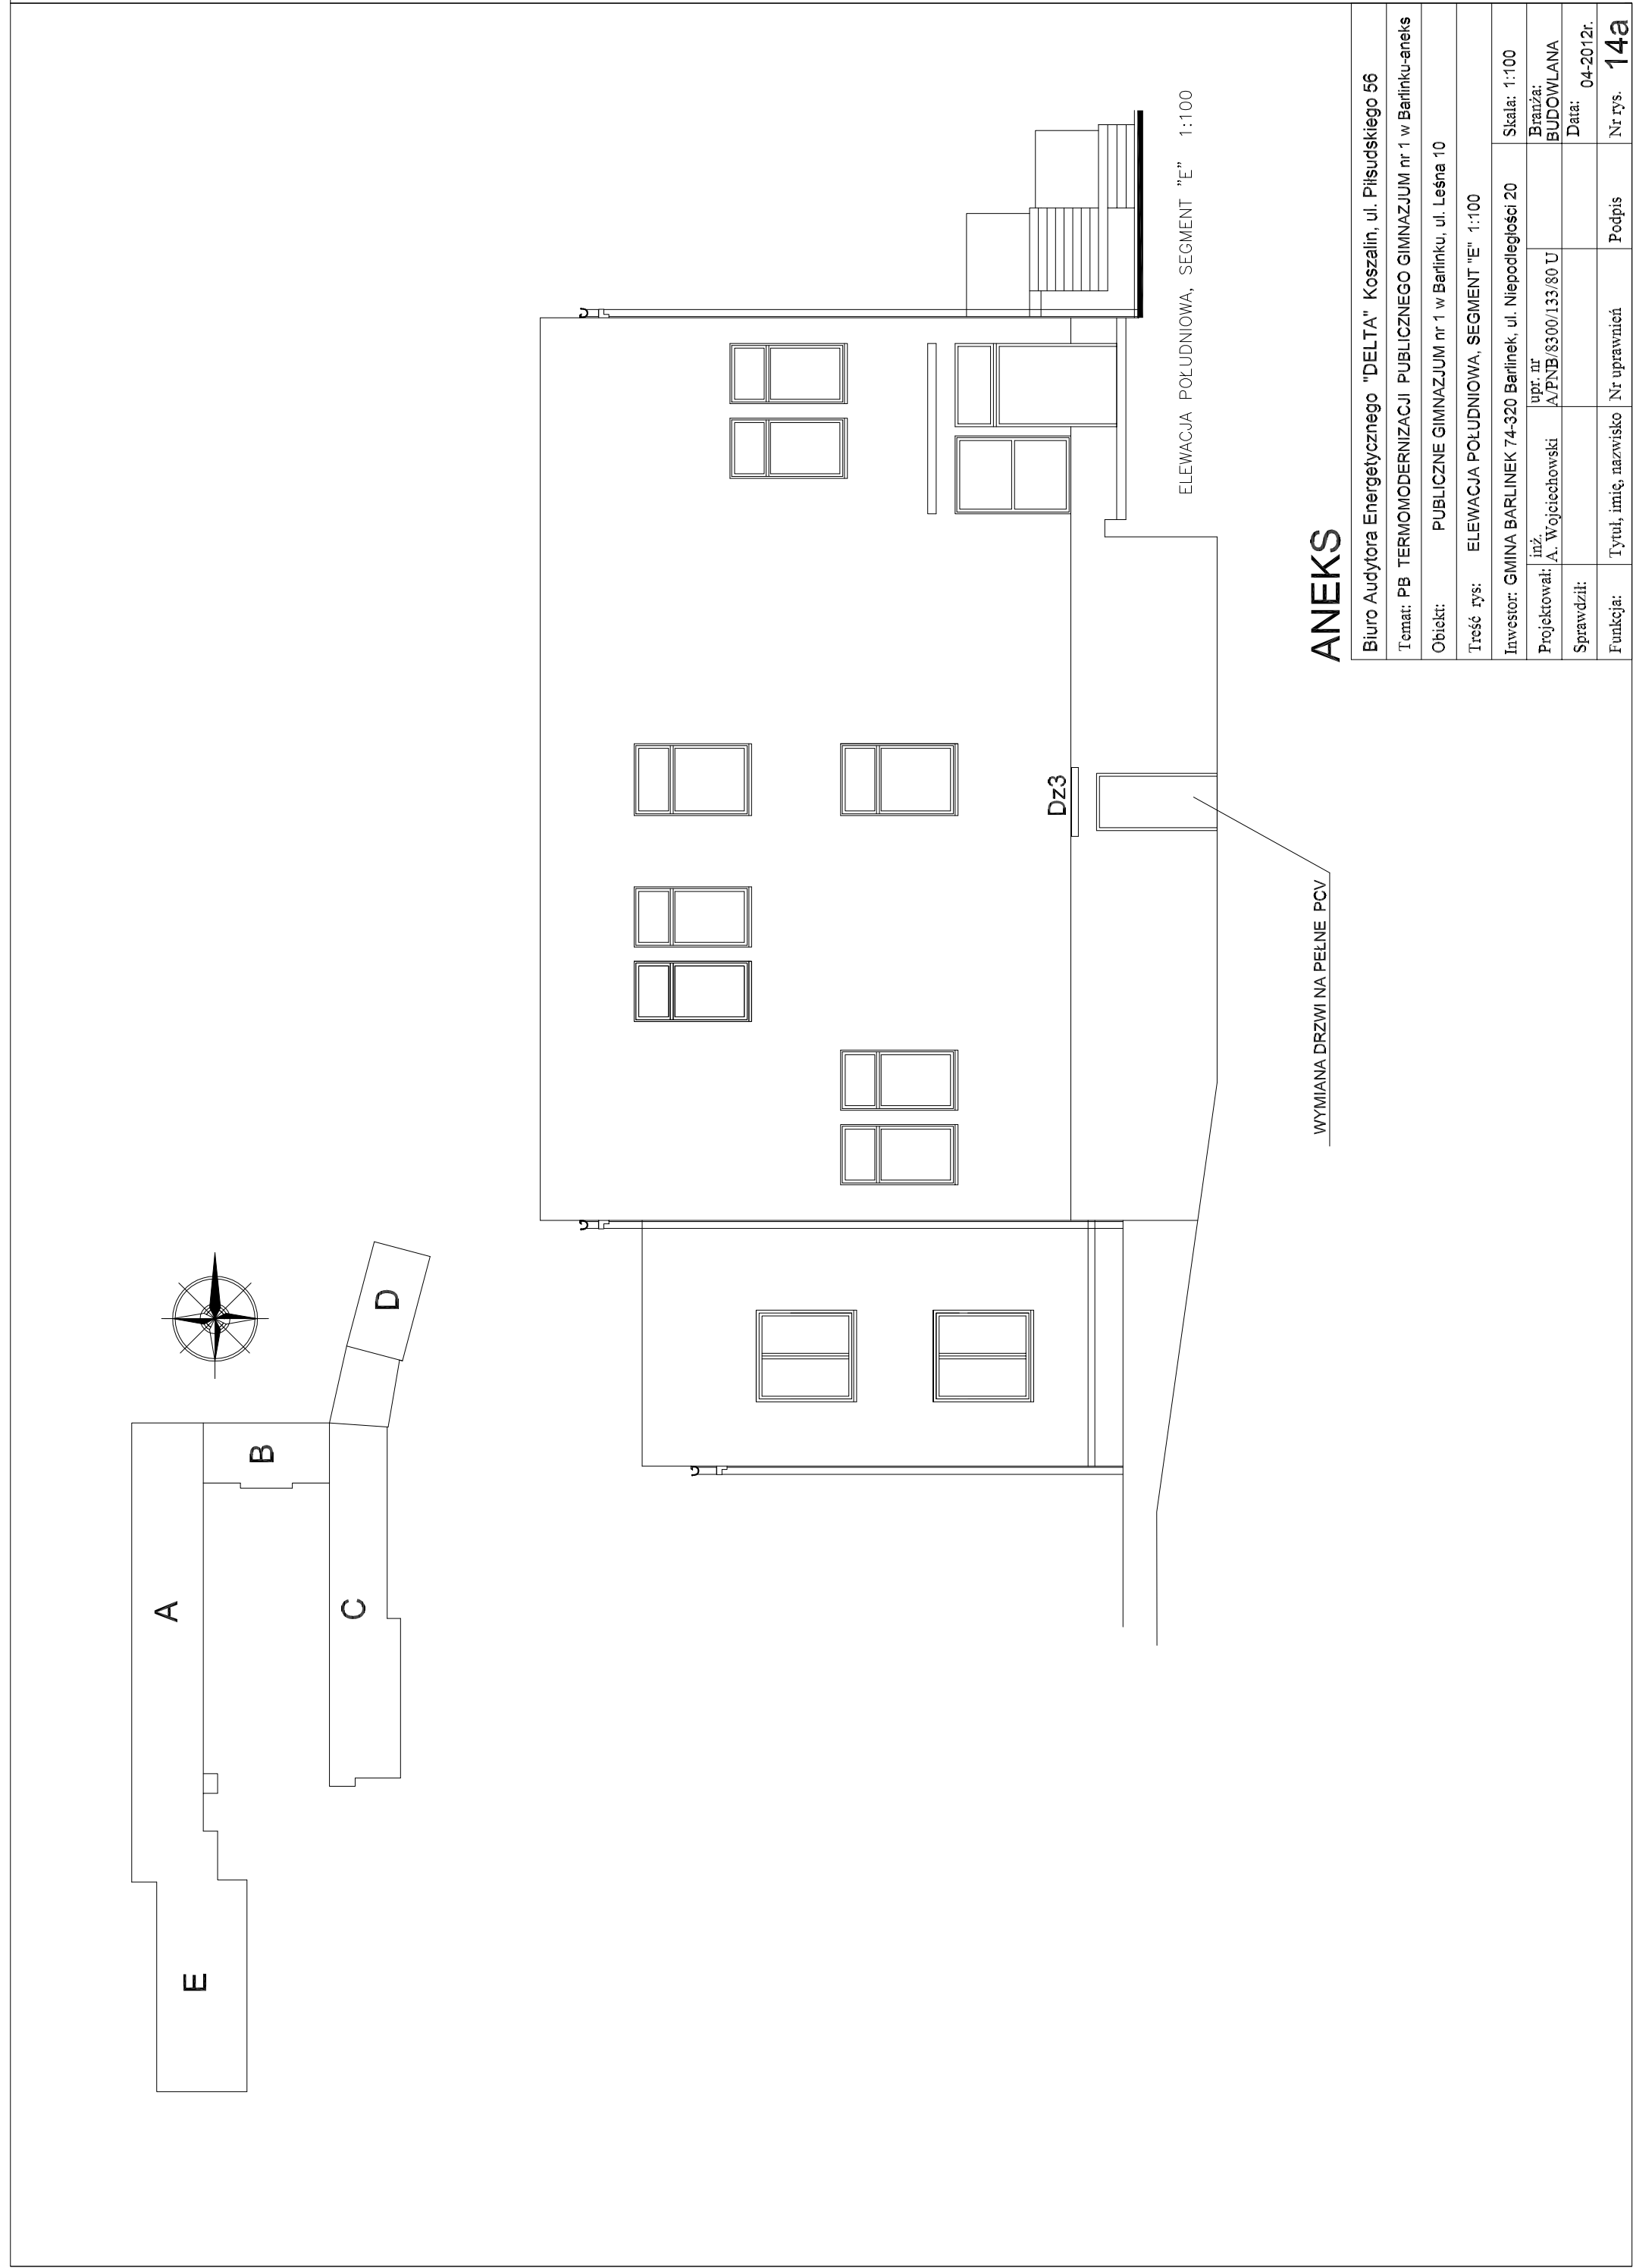 A
B
C
D
E
Dz3
ELEWACJA POŁUDNIOWA, SEGMENT "E" 1:100
WYMIANA DRZWI NA PEŁNE PCV
ANEKS
Biuro Audytora Energetycznego "DELTA" Koszalin, ul. Piłsudskiego 56
Temat: PB TERMOMODERNIZACJI PUBLICZNEGO GIMNAZJUM nr 1 w Barlinku-aneks
Obiekt: PUBLICZNE GIMNAZJUM nr 1 w Barlinku, ul. Leśna 10
Treść rys: ELEWACJA POŁUDNIOWA, SEGMENT "E" 1:100
Inwestor: GMINA BARLINEK 74-320 Barlinek, ul. Niepodległości 20 Skala: 1:100
Projektował: inż. A. Wojciechowski upr. nr A/PNB/8300/133/80 U Branża: BUDOWLANA
Sprawdził: Data: 04-2012r.
Funkcja: Tytuł, imię, nazwisko Nr uprawnień Podpis Nr rys. 14a